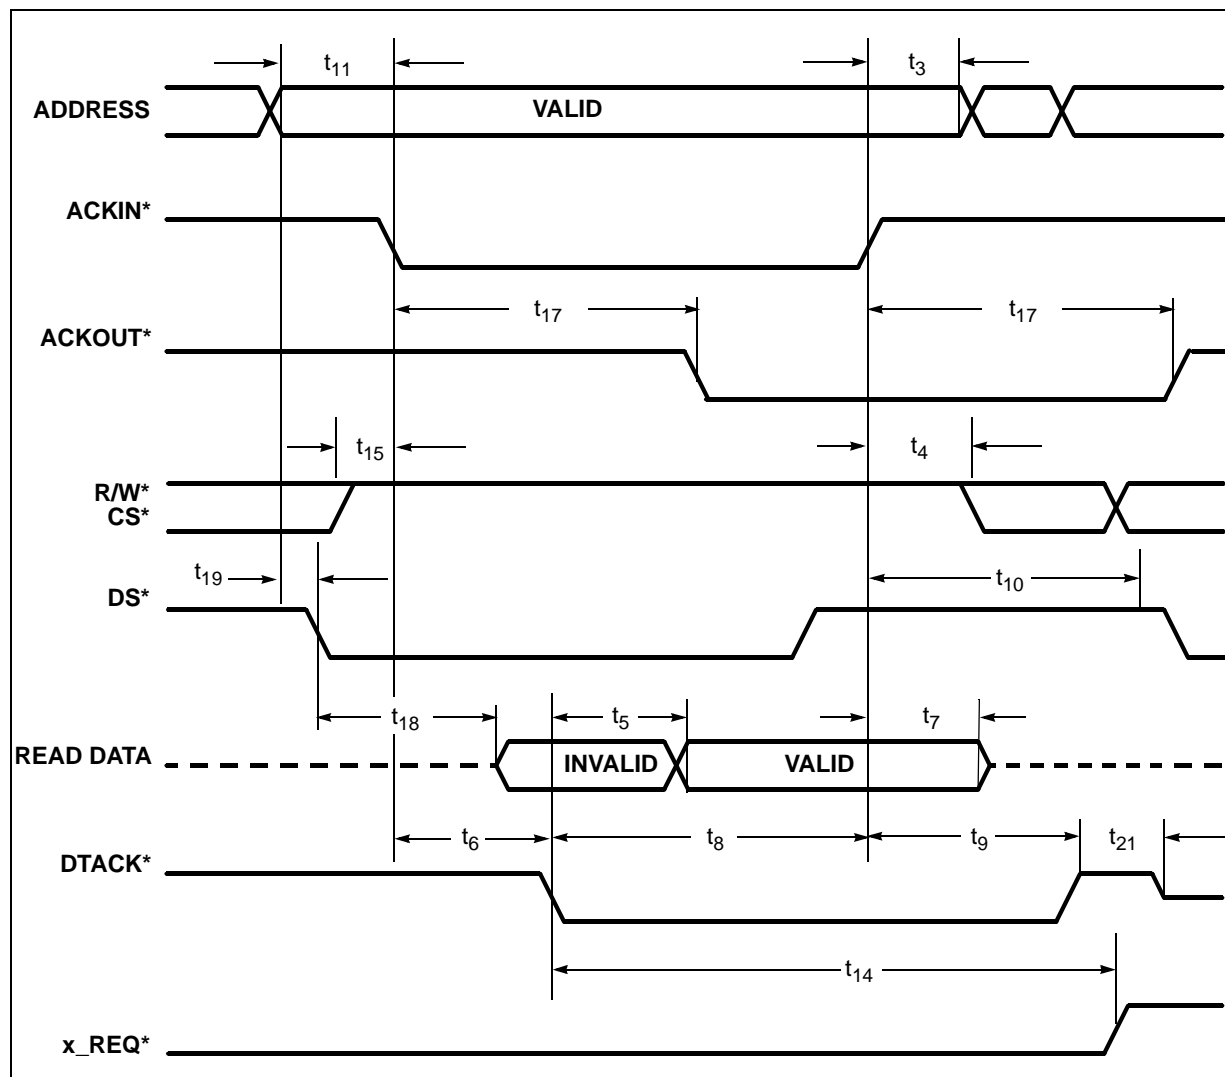 t11 t3
ADDRESS VALID
ACKIN*
t17 t17
ACKOUT*
t15 t4
R/W*
CS*
t19 t10
DS*
t18 t5 t7
READ DATA INVALID VALID
t6 t8 t9 t21
DTACK*
t14
x_REQ*